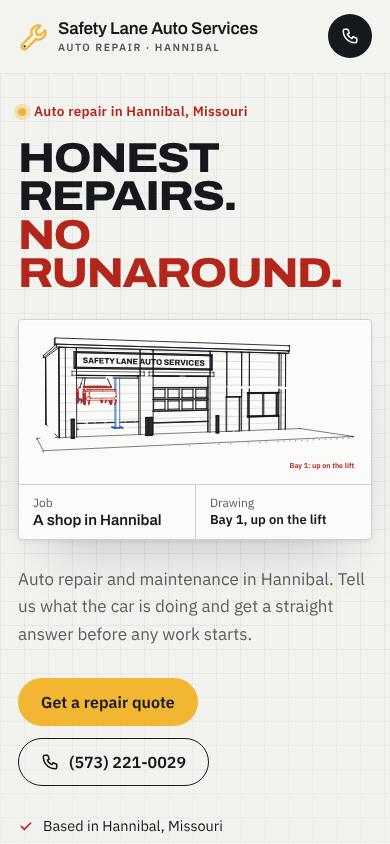 Safety Lane Auto Services
AUTO REPAIR · HANNIBAL
Auto repair in Hannibal, Missouri
HONEST
REPAIRS.
NO
RUNAROUND.
SAFETY LANE AUTO SERVICES
Bay 1: up on the lift
Job
A shop in Hannibal
Drawing
Bay 1, up on the lift
Auto repair and maintenance in Hannibal. Tell
us what the car is doing and get a straight
answer before any work starts.
Get a repair quote
(573) 221-0029
Based in Hannibal, Missouri